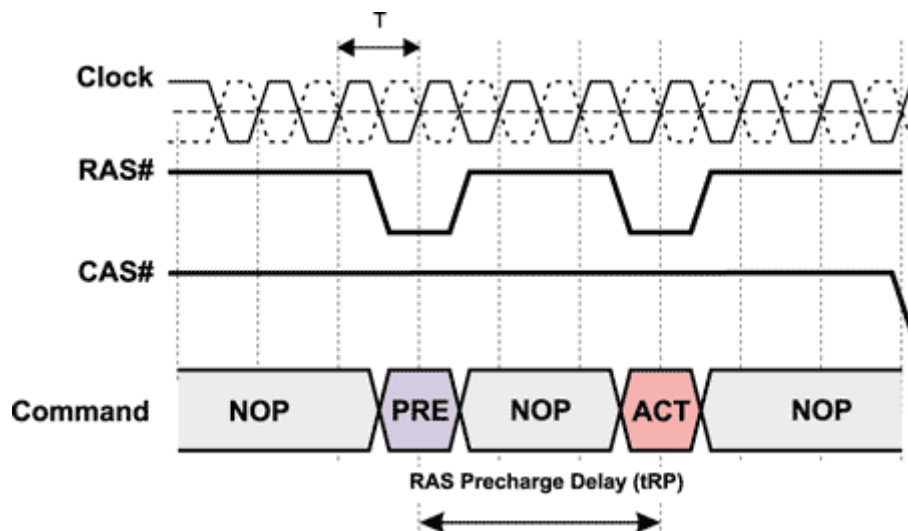 T
Clock
RAS#
CAS#
Command NOP PRE NOP ACT NOP
RAS Precharge Delay (tRP)